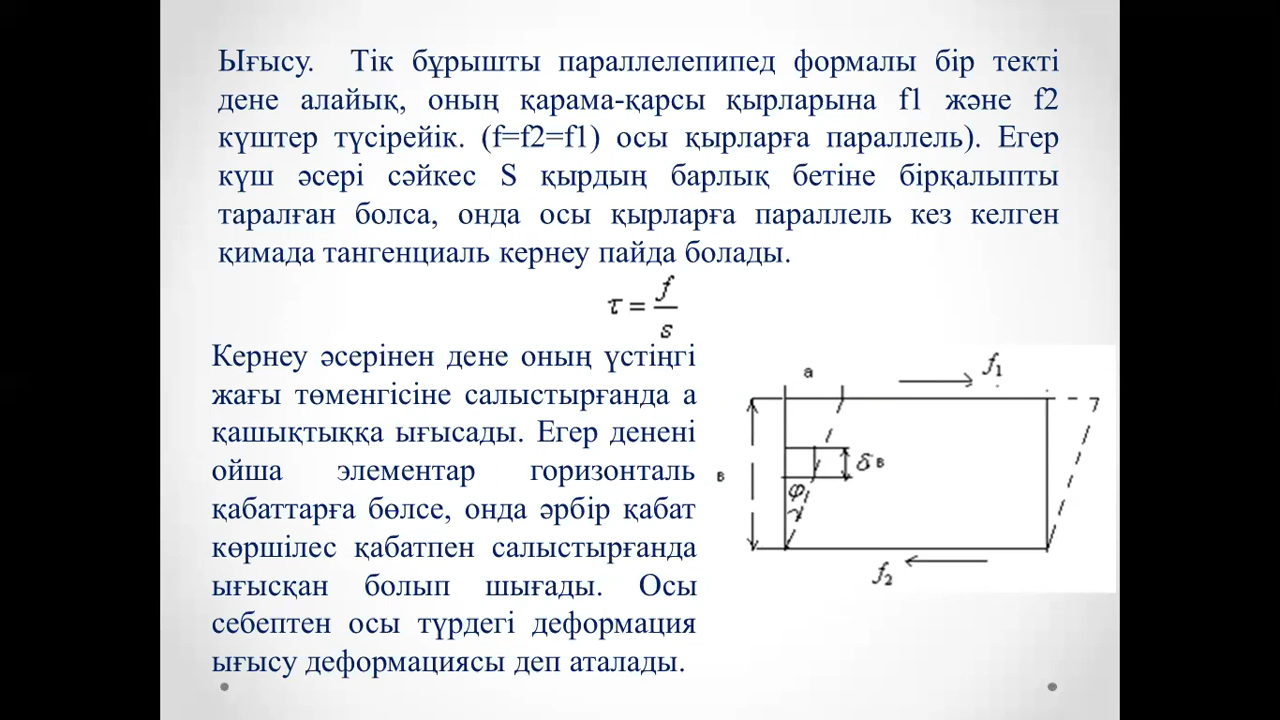 Ығысу. Тік бұрышты параллелепипед формалы бір текті
дене алайық, оның қарама-қарсы қырларына f1 және f2
күштер түсірейік. (f=f2=f1) осы қырларға параллель). Егер
күш әсері сәйкес S қырдың барлық бетіне бірқалыпты
таралған болса, онда осы қырларға параллель кез келген
қимада тангенциаль кернеу пайда болады.
τ = f/s
Кернеу әсерінен дене оның үстіңгі
жағы төменгісіне салыстырғанда а
қашықтыққа ығысады. Егер денені
ойша элементар горизонталь
қабаттарға бөлсе, онда әрбір қабат
көршілес қабатпен салыстырғанда
ығысқан болып шығады. Осы
себептен осы түрдегі деформация
ығысу деформациясы деп аталады.
а
f₁
в
δ в
φ
f₂